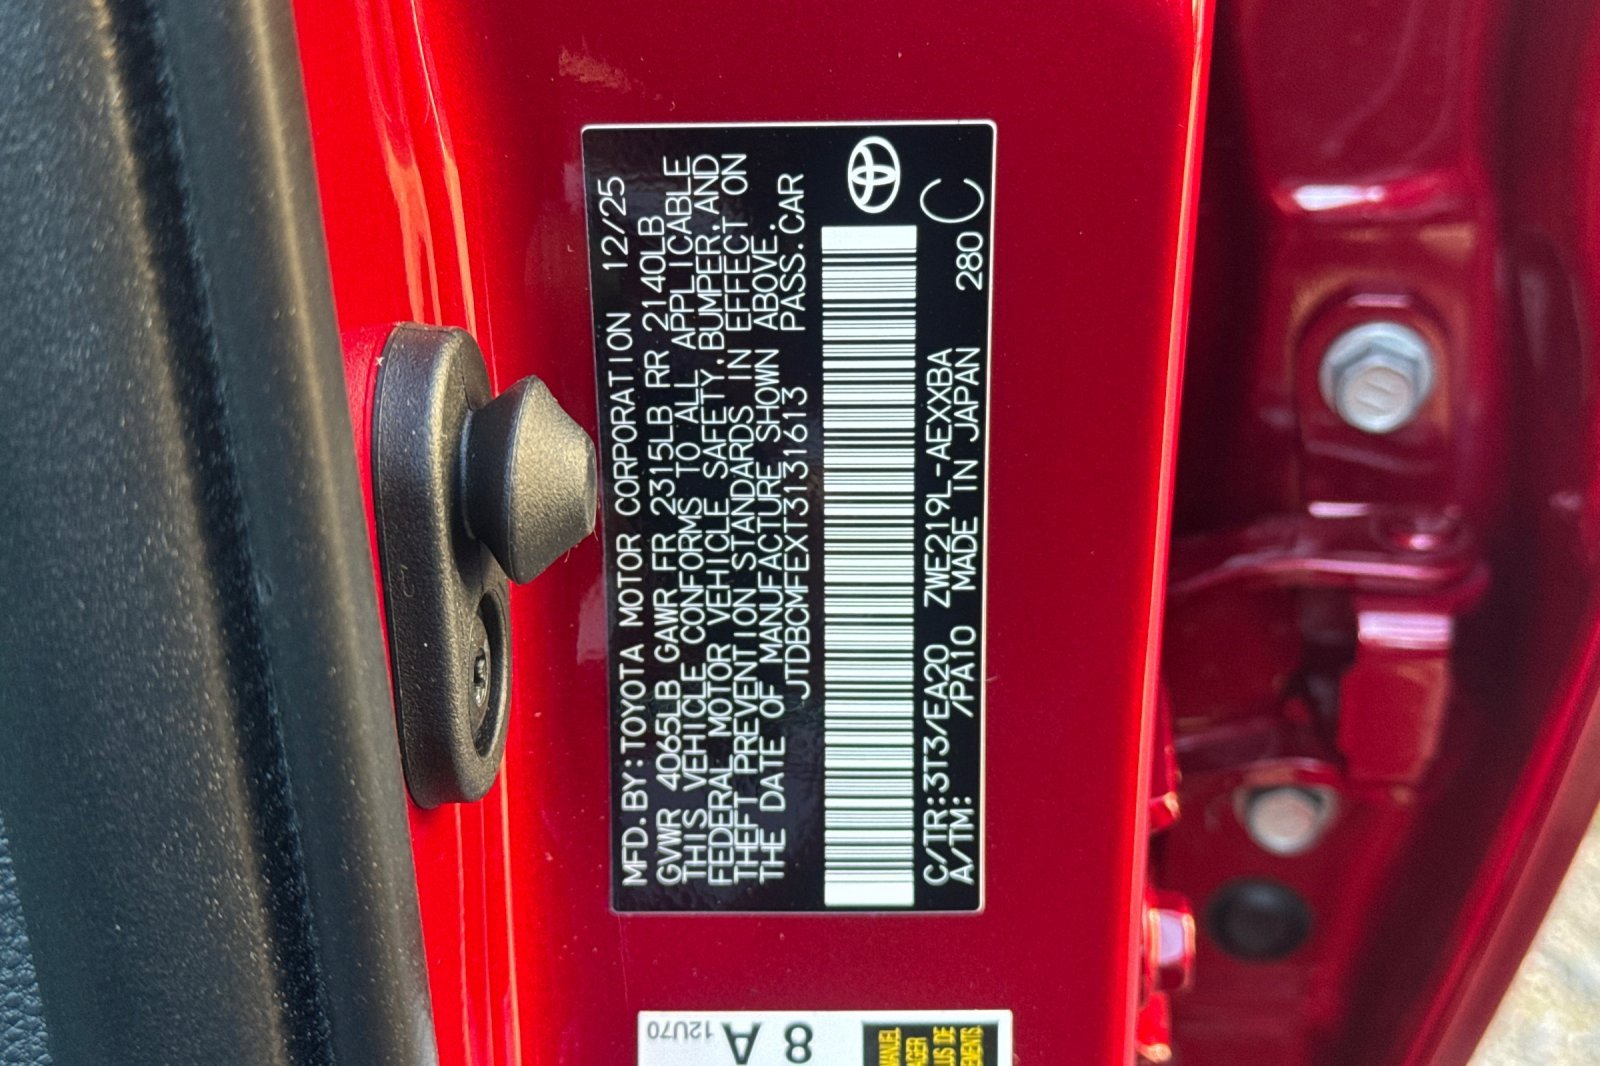 MFD.BY:TOYOTA MOTOR CORPORATION 12/25
GVWR 4065LB GAWR FR 2315LB RR 2140LB
THIS VEHICLE CONFORMS TO ALL APPLICABLE
FEDERAL MOTOR VEHICLE SAFETY,BUMPER,AND
THEFT PREVENTION STANDARDS IN EFFECT ON
THE DATE OF MANUFACTURE SHOWN ABOVE.
JTDBCMFEXT3131613 PASS.CAR
C/TR:3T3/EA20 ZWE219L-AEXXBA 280 C
A/TM: /PA10 MADE IN JAPAN
12U70
8
A